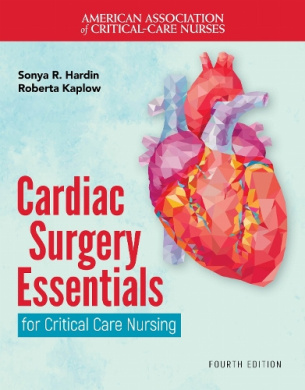 AMERICAN ASSOCIATION
of CRITICAL-CARE NURSES
Sonya R. Hardin
Roberta Kaplow
Cardiac
Surgery
Essentials
for Critical Care Nursing
FOURTH EDITION